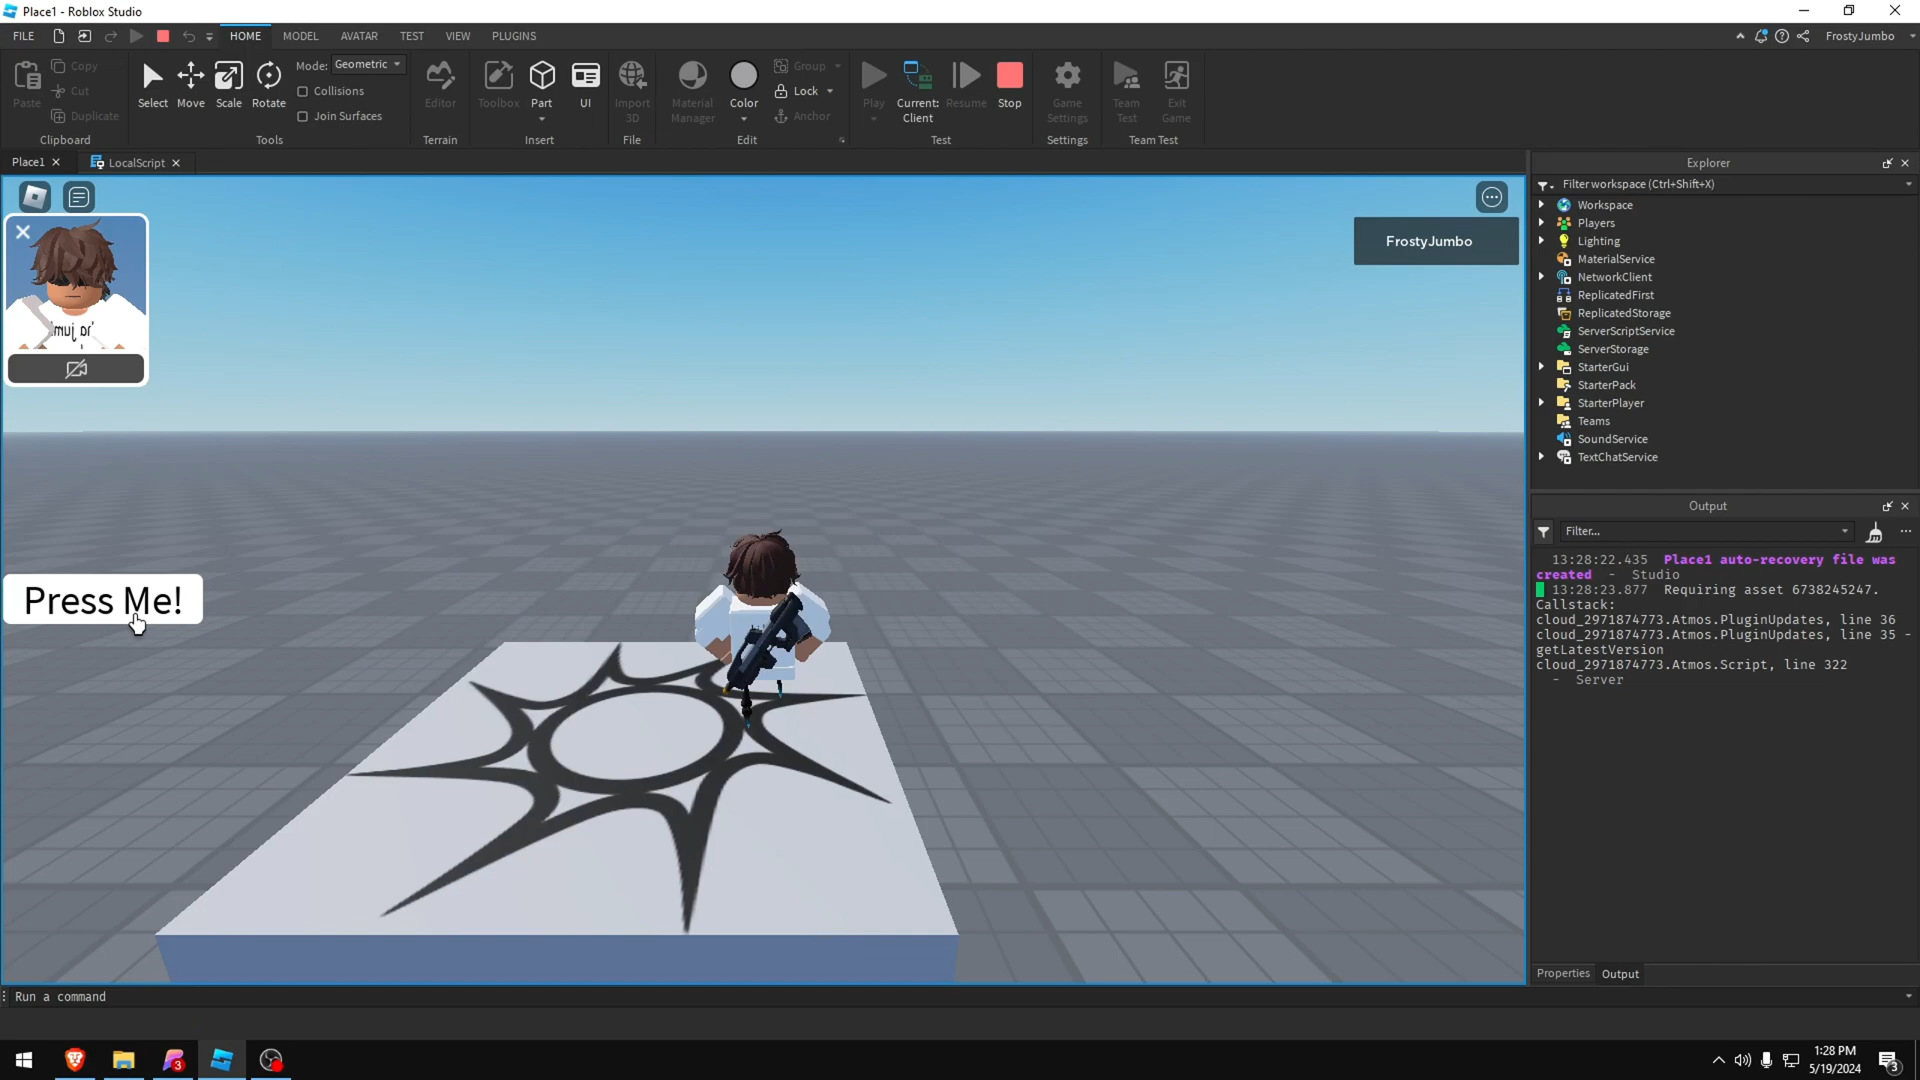 Place1 - Roblox Studio
FILE
HOME
MODEL
AVATAR
TEST
VIEW
PLUGINS
FrostyJumbo
Paste
Copy
Cut
Duplicate
Clipboard
Select
Move
Scale
Rotate
Mode:
Geometric
Collisions
Join Surfaces
Tools
Editor
Terrain
Toolbox
Part
UI
Insert
Import
3D
File
Material
Manager
Color
Group
Lock
Anchor
Edit
Play
Current:
Client
Resume
Stop
Test
Game
Settings
Settings
Team
Test
Exit
Game
Team Test
Place1
LocalScript
FrostyJumbo
Press Me!
Explorer
Filter workspace (Ctrl+Shift+X)
Workspace
Players
Lighting
MaterialService
NetworkClient
ReplicatedFirst
ReplicatedStorage
ServerScriptService
ServerStorage
StarterGui
StarterPack
StarterPlayer
Teams
SoundService
TextChatService
Output
Filter...
13:28:22.435 Place1 auto-recovery file was
created - Studio
13:28:23.877 Requiring asset 6738245247.
Callstack:
cloud_2971874773.Atmos.PluginUpdates, line 36
cloud_2971874773.Atmos.PluginUpdates, line 35 -
getLatestVersion
cloud_2971874773.Atmos.Script, line 322
- Server
Properties
Output
Run a command
3
1:28 PM
5/19/2024
3